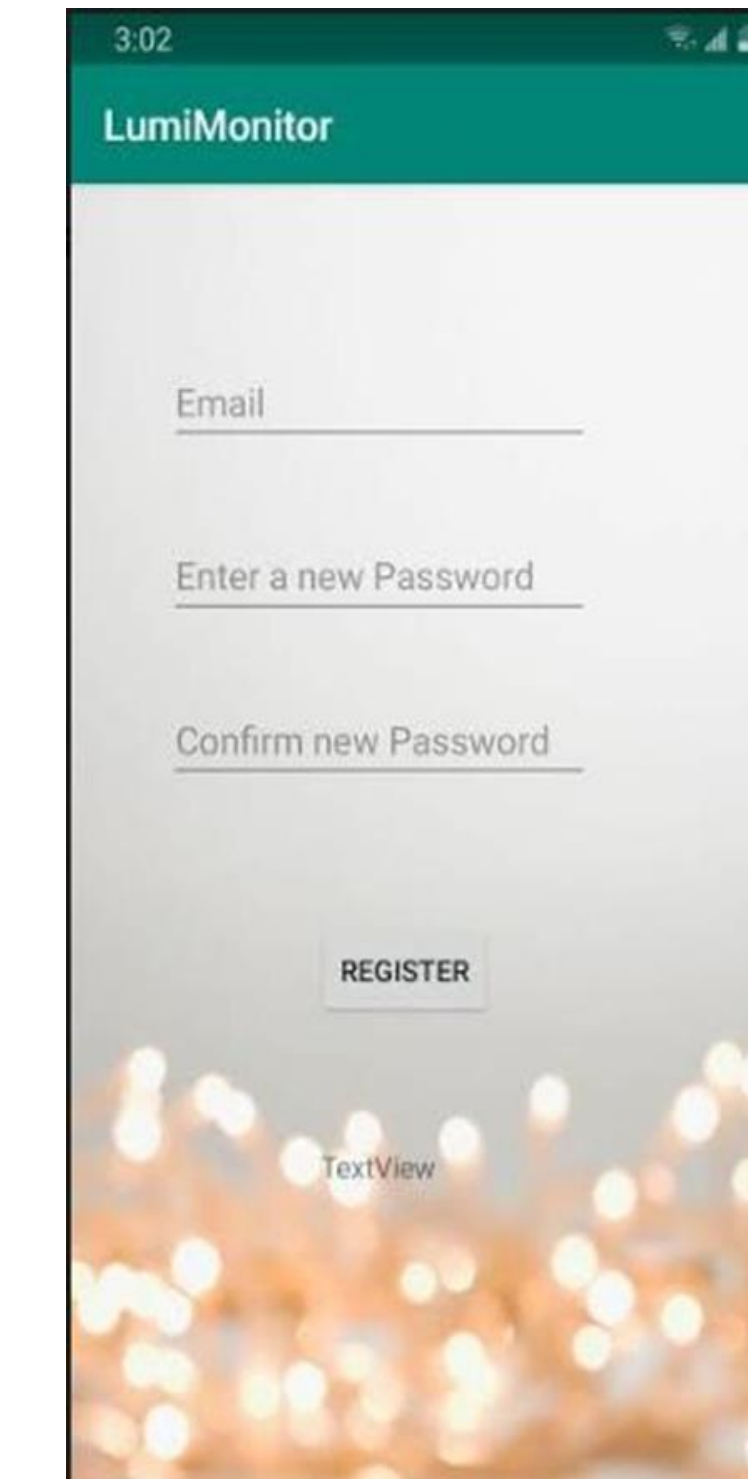 3:02
LumiMonitor
Email
Enter a new Password
Confirm new Password
REGISTER
TextView